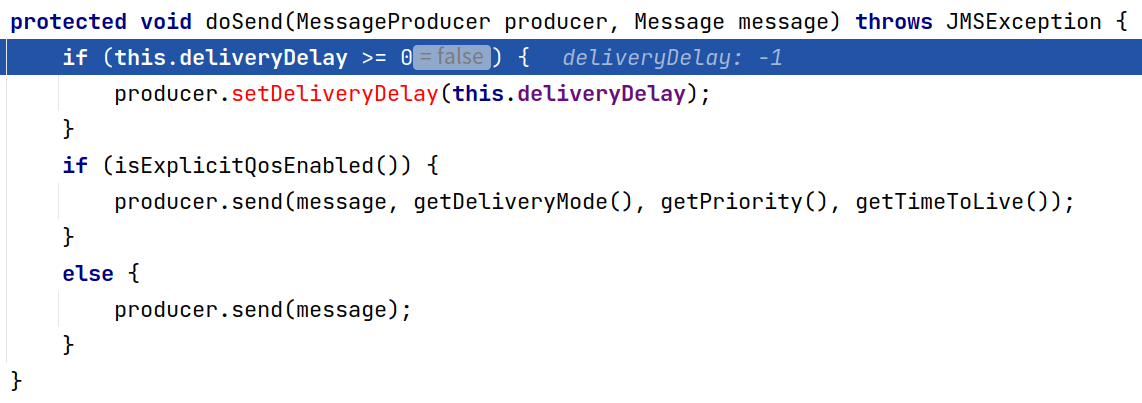 protected void doSend(MessageProducer producer, Message message) throws JMSException {
    if (this.deliveryDelay >= 0 = false ) {   deliveryDelay: -1
        producer.setDeliveryDelay(this.deliveryDelay);
    }
    if (isExplicitQosEnabled()) {
        producer.send(message, getDeliveryMode(), getPriority(), getTimeToLive());
    }
    else {
        producer.send(message);
    }
}